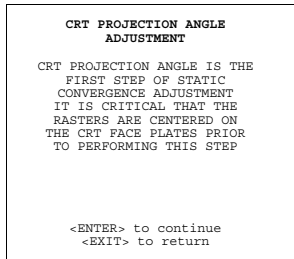 CRT PROJECTION ANGLE
ADJUSTMENT
CRT PROJECTION ANGLE IS THE
FIRST STEP OF STATIC
CONVERGENCE ADJUSTMENT
IT IS CRITICAL THAT THE
RASTERS ARE CENTERED ON
THE CRT FACE PLATES PRIOR
TO PERFORMING THIS STEP
<ENTER> to continue
<EXIT> to return